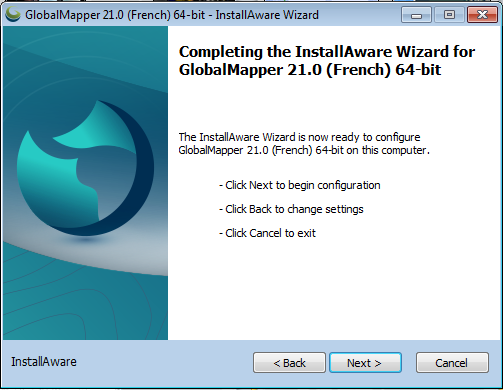 GlobalMapper 21.0 (French) 64-bit - InstallAware Wizard
Completing the InstallAware Wizard for
GlobalMapper 21.0 (French) 64-bit
The InstallAware Wizard is now ready to configure
GlobalMapper 21.0 (French) 64-bit on this computer.
- Click Next to begin configuration
- Click Back to change settings
- Click Cancel to exit
InstallAware
< Back
Next >
Cancel